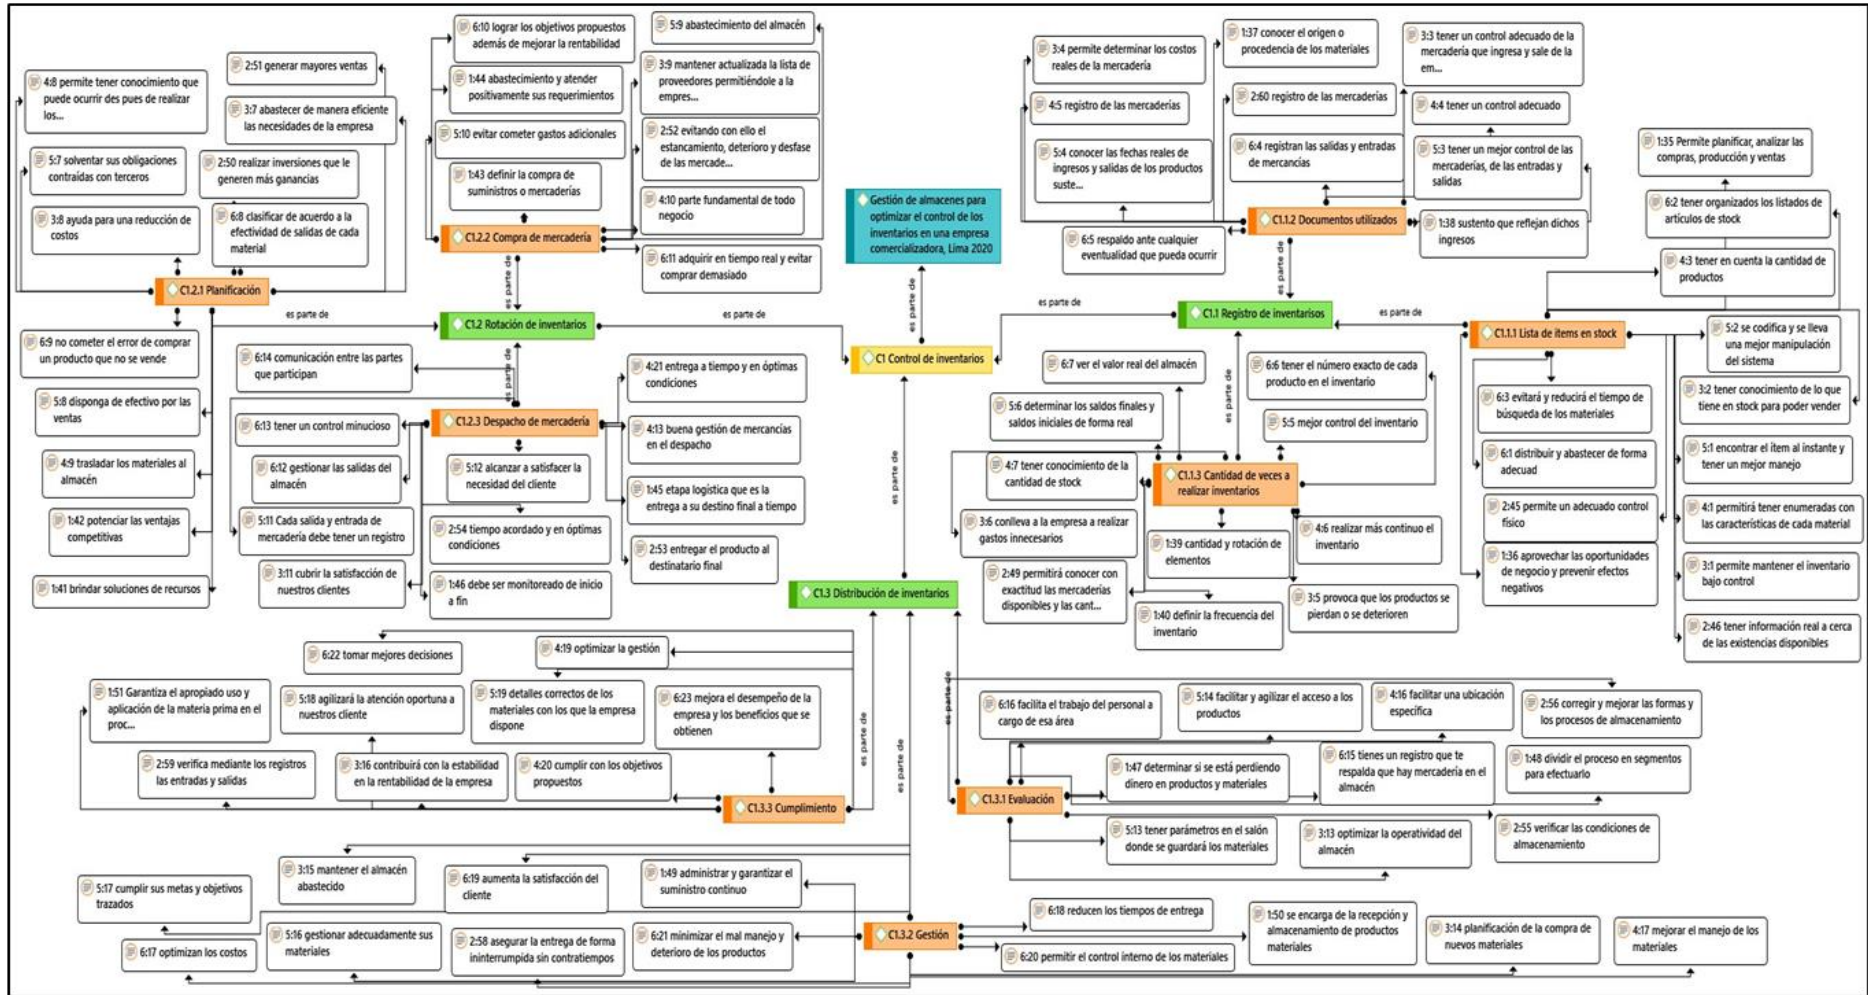 6:10 lograr los objetivos propuestos
además de mejorar la rentabilidad
5:9 abastecimiento del almacén
1:37 conocer el origen o
procedencia de los materiales
3:3 tener un control adecuado de la
mercadería que ingresa y sale de la
em...
3:4 permite determinar los costos
reales de la mercadería
2:51 generar mayores ventas
4:8 permite tener conocimiento que
puede ocurrir des pues de realizar
los...
1:44 abastecimiento y atender
positivamente sus requerimientos
3:9 mantener actualizada la lista de
proveedores permitiéndole a la
empres...
4:5 registro de las mercaderías
2:60 registro de las mercaderías
4:4 tener un control adecuado
3:7 abastecer de manera eficiente
las necesidades de la empresa
5:10 evitar cometer gastos adicionales
2:52 evitando con ello el
estancamiento, deterioro y desfase
de las mercade...
5:4 conocer las fechas reales de
ingresos y salidas de los productos
suste...
6:4 registran las salidas y entradas
de mercancias
5:3 tener un mejor control de las
mercaderías, de las entradas y
salidas
1:35 Permite planificar, analizar las
compras, producción y ventas
5:7 solventar sus obligaciones
contraídas con terceros
2:50 realizar inversiones que le
generen más ganancias
1:43 definir la compra de
suministros o mercaderías
4:10 parte fundamental de todo
negocio
Gestión de almacenes para
optimizar el control de los
inventarios en una empresa
comercializadora, Lima 2020
6:2 tener organizados los listados de
artículos de stock
3:8 ayuda para una reducción de
costos
6:8 clasificar de acuerdo a la
efectividad de salidas de cada
material
C1.2.2 Compra de mercadería
C1.1.2 Documentos utilizados
1:38 sustento que reflejan dichos
ingresos
6:5 respaldo ante cualquier
eventualidad que pueda ocurrir
6:11 adquirir en tiempo real y evitar
comprar demasiado
4:3 tener en cuenta la cantidad de
productos
C1.2.1 Planificación
es parte de
es parte de
es parte de
es parte de
es parte de
es parte de
es parte de
C1.2 Rotación de inventarios
C1.1 Registro de inventarisos
C1.1.1 Lista de items en stock
C1 Control de inventarios
6:9 no cometer el error de comprar
un producto que no se vende
6:14 comunicación entre las partes
que participan
es parte de
4:21 entrega a tiempo y en óptimas
condiciones
6:7 ver el valor real del almacén
es parte de
6:6 tener el número exacto de cada
producto en el inventario
5:2 se codifica y se lleva
una mejor manipulación
del sistema
5:8 disponga de efectivo por las
ventas
C1.2.3 Despacho de mercadería
6:13 tener un control minucioso
4:13 buena gestión de mercancías
en el despacho
5:6 determinar los saldos finales y
saldos iniciales de forma real
5:5 mejor control del inventario
6:3 evitará y reducirá el tiempo de
búsqueda de los materiales
3:2 tener conocimiento de lo que
tiene en stock para poder vender
4:9 trasladar los materiales al
almacén
6:12 gestionar las salidas del
almacén
5:12 alcanzar a satisfacer la
necesidad del cliente
es parte de
4:7 tener conocimiento de la
cantidad de stock
C1.1.3 Cantidad de veces a
realizar inventarios
6:1 distribuir y abastecer de forma
adecuad
5:1 encontrar el item al instante y
tener un mejor manejo
1:45 etapa logística que es la
entrega a su destino final a tiempo
1:42 potenciar las ventajas
competitivas
5:11 Cada salida y entrada de
mercadería debe tener un registro
2:54 tiempo acordado y en óptimas
condiciones
3:6 conlleva a la empresa a realizar
gastos innecesarios
1:39 cantidad y rotación de
elementos
4:6 realizar más continuo el
inventario
2:45 permite un adecuado control
físico
4:1 permitirá tener enumeradas con
las características de cada material
2:53 entregar el producto al
destinatario final
1:36 aprovechar las oportunidades
de negocio y prevenir efectos
negativos
3:1 permite mantener el inventario
bajo control
1:41 brindar soluciones de recursos
3:11 cubrir la satisfacción de
nuestros clientes
1:46 debe ser monitoreado de inicio
a fin
C1.3 Distribución de inventarios
2:49 permitirá conocer con
exactitud las mercaderías
disponibles y las cant...
1:40 definir la frecuencia del
inventario
3:5 provoca que los productos se
pierdan o se deterioren
2:46 tener información real a cerca
de las existencias disponibles
6:22 tomar mejores decisiones
4:19 optimizar la gestión
1:51 Garantiza el apropiado uso y
aplicación de la materia prima en el
proc...
5:18 agilizará la atención oportuna a
nuestros cliente
5:19 detalles correctos de los
materiales con los que la empresa
dispone
6:23 mejora el desempeño de la
empresa y los beneficios que se
obtienen
es parte de
es parte de
es parte de
6:16 facilita el trabajo del personal a
cargo de esa área
5:14 facilitar y agilizar el acceso a los
productos
4:16 facilitar una ubicación
específica
2:56 corregir y mejorar las formas y
los procesos de almacenamiento
2:59 verifica mediante los registros
las entradas y salidas
3:16 contribuirá con la estabilidad
en la rentabilidad de la empresa
4:20 cumplir con los objetivos
propuestos
1:47 determinar si se está perdiendo
dinero en productos y materiales
6:15 tienes un registro que te
respalda que hay mercadería en el
almacén
1:48 dividir el proceso en segmentos
para efectuarlo
C1.3.3 Cumplimiento
C1.3.1 Evaluación
5:13 tener parámetros en el salón
donde se guardará los materiales
3:13 optimizar la operatividad del
almacén
2:55 verificar las condiciones de
almacenamiento
3:15 mantener el almacén
abastecido
6:19 aumenta la satisfacción del
cliente
1:49 administrar y garantizar el
suministro continuo
5:17 cumplir sus metas y objetivos
trazados
6:18 reducen los tiempos de entrega
1:50 se encarga de la recepción y
almacenamiento de productos
materiales
3:14 planificación de la compra de
nuevos materiales
4:17 mejorar el manejo de los
materiales
6:17 optimizan los costos
5:16 gestionar adecuadamente sus
materiales
2:58 asegurar la entrega de forma
ininterrumpida sin contratiempos
6:21 minimizar el mal manejo y
deterioro de los productos
C1.3.2 Gestión
6:20 permitir el control interno de los materiales